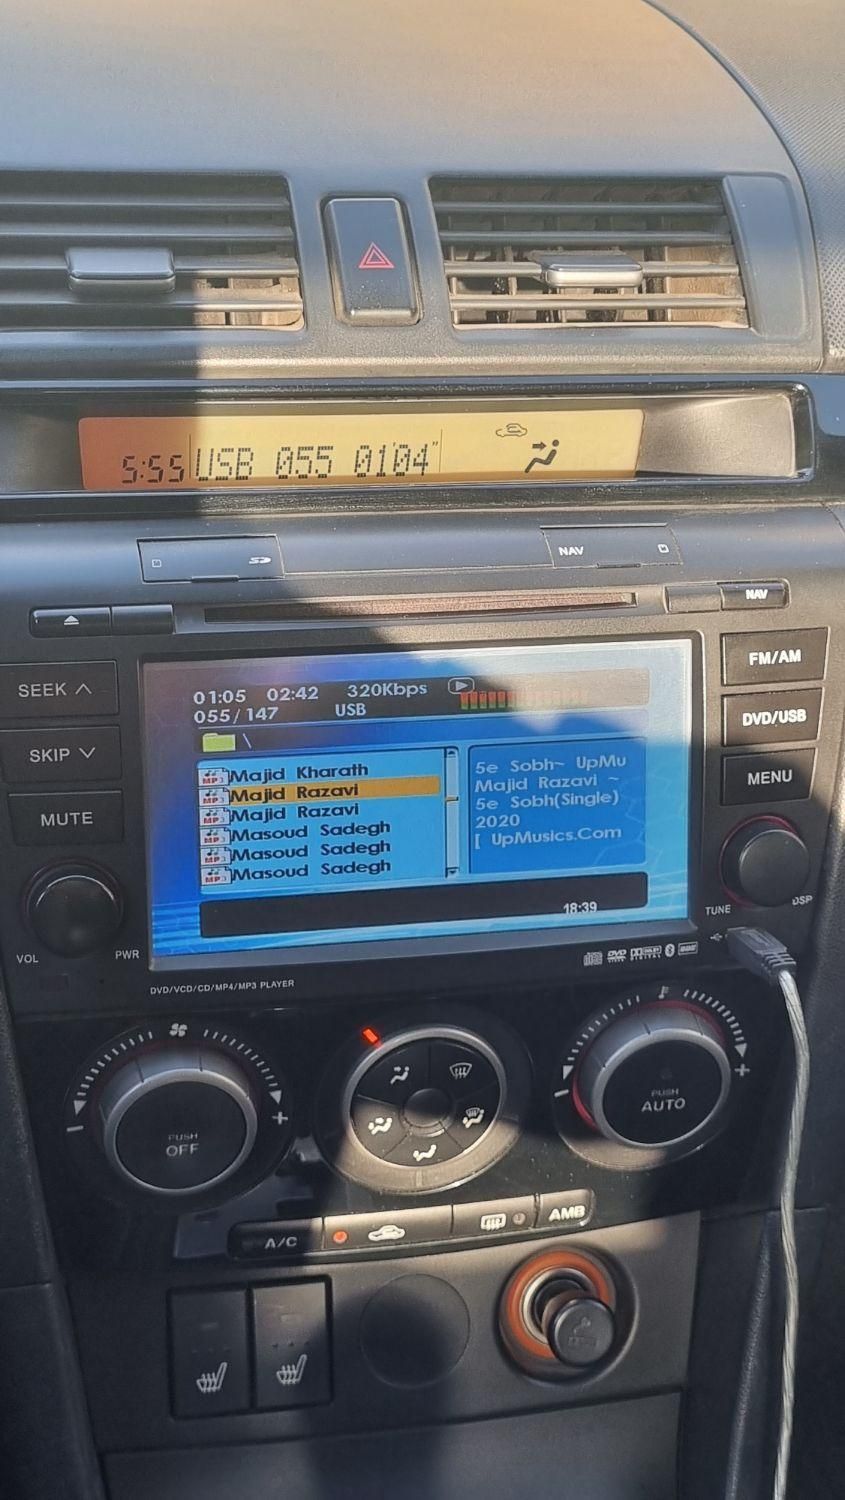 5:55 USB 055 01'04"
NAV
NAV
SEEK
SKIP
MUTE
VOL
PWR
FM/AM
DVD/USB
MENU
TUNE
DSP
01:05 02:42 320Kbps
055/147 USB
\
Majid Kharath
Majid Razavi
Majid Razavi
Masoud Sadegh
Masoud Sadegh
Masoud Sadegh
5e Sobh~ UpMu
Majid Razavi ~
5e Sobh(Single)
2020
[ UpMusics.Com
18:39
DVD/VCD/CD/MP4/MP3 PLAYER
PUSH
OFF
PUSH
AUTO
A/C
AMB